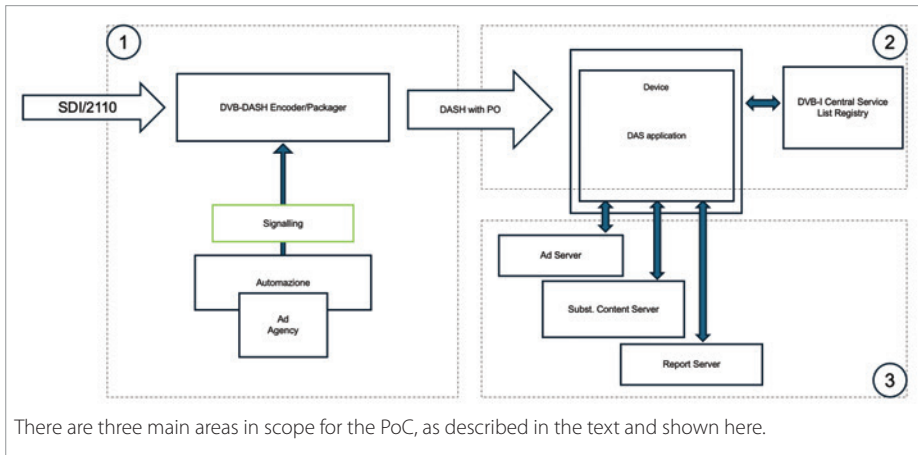 1
2
SDI/2110
DVB-DASH Encoder/Packager
DASH with PO
Device
DAS application
DVB-I Central Service
List Registry
Signalling
Automazione
Ad
Agency
Ad Server
Subst. Content Server
Report Server
3
There are three main areas in scope for the PoC, as described in the text and shown here.